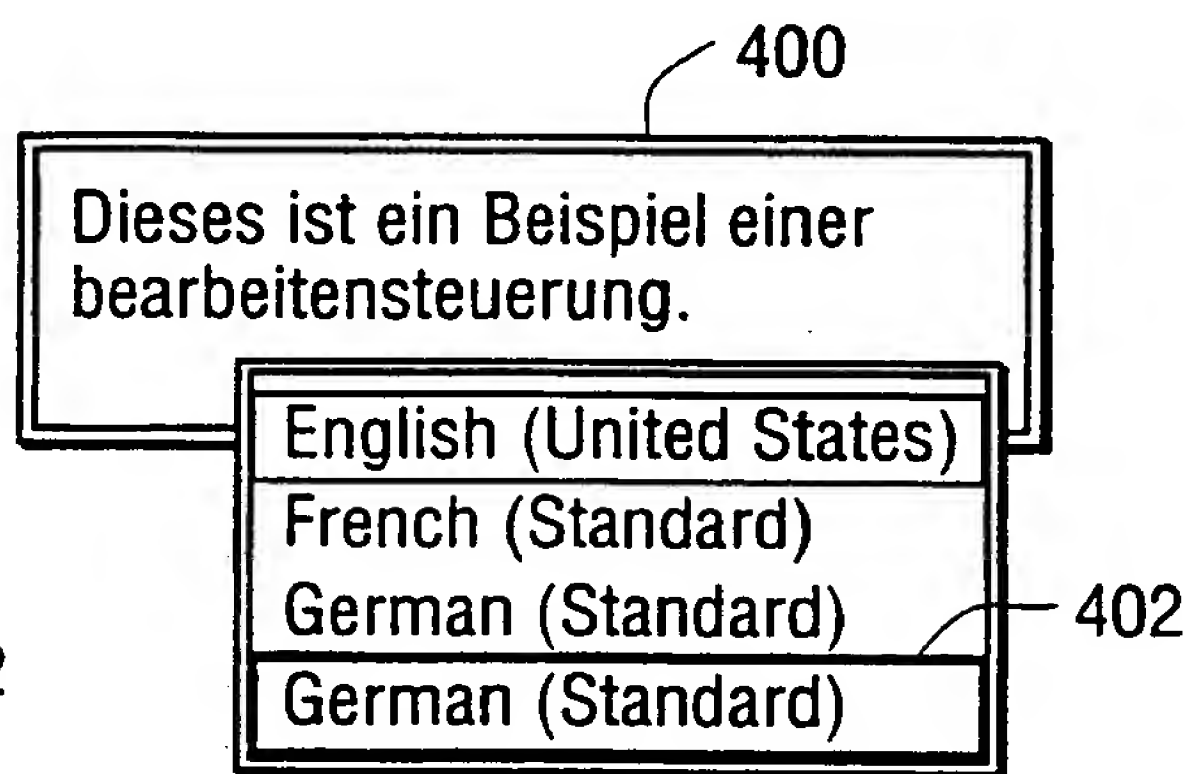 400
Dieses ist ein Beispiel einer
bearbeitensteuerung.
English (United States)
French (Standard)
German (Standard)
402
German (Standard)